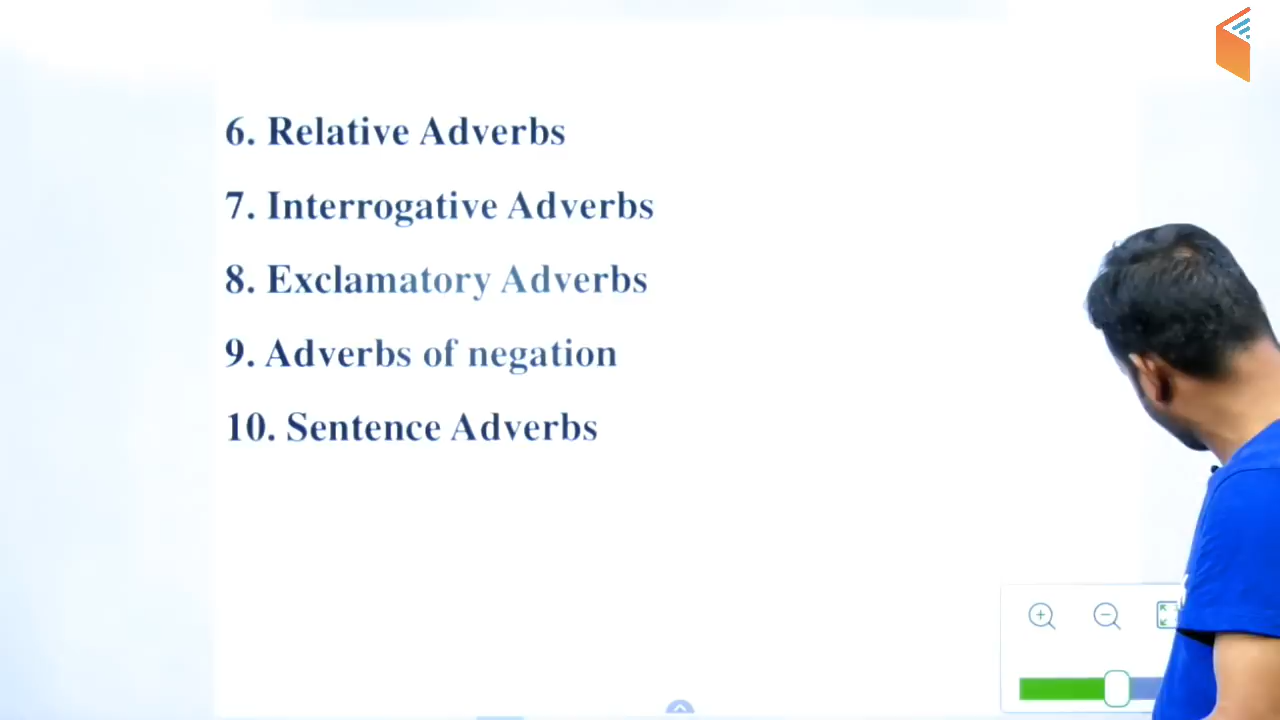 6. Relative Adverbs
7. Interrogative Adverbs
8. Exclamatory Adverbs
9. Adverbs of negation
10. Sentence Adverbs